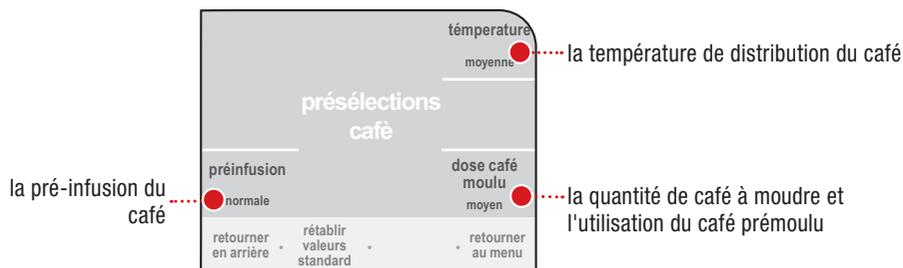 témperature
moyenne
la température de distribution du café
présélections
cafè
préinfusion
normale
la pré-infusion du
café
dose café
moulu
moyen
la quantité de café à moudre et
l'utilisation du café prémoulu
retourner
en arrière
rétablir
valeurs
standard
retourner
au menu